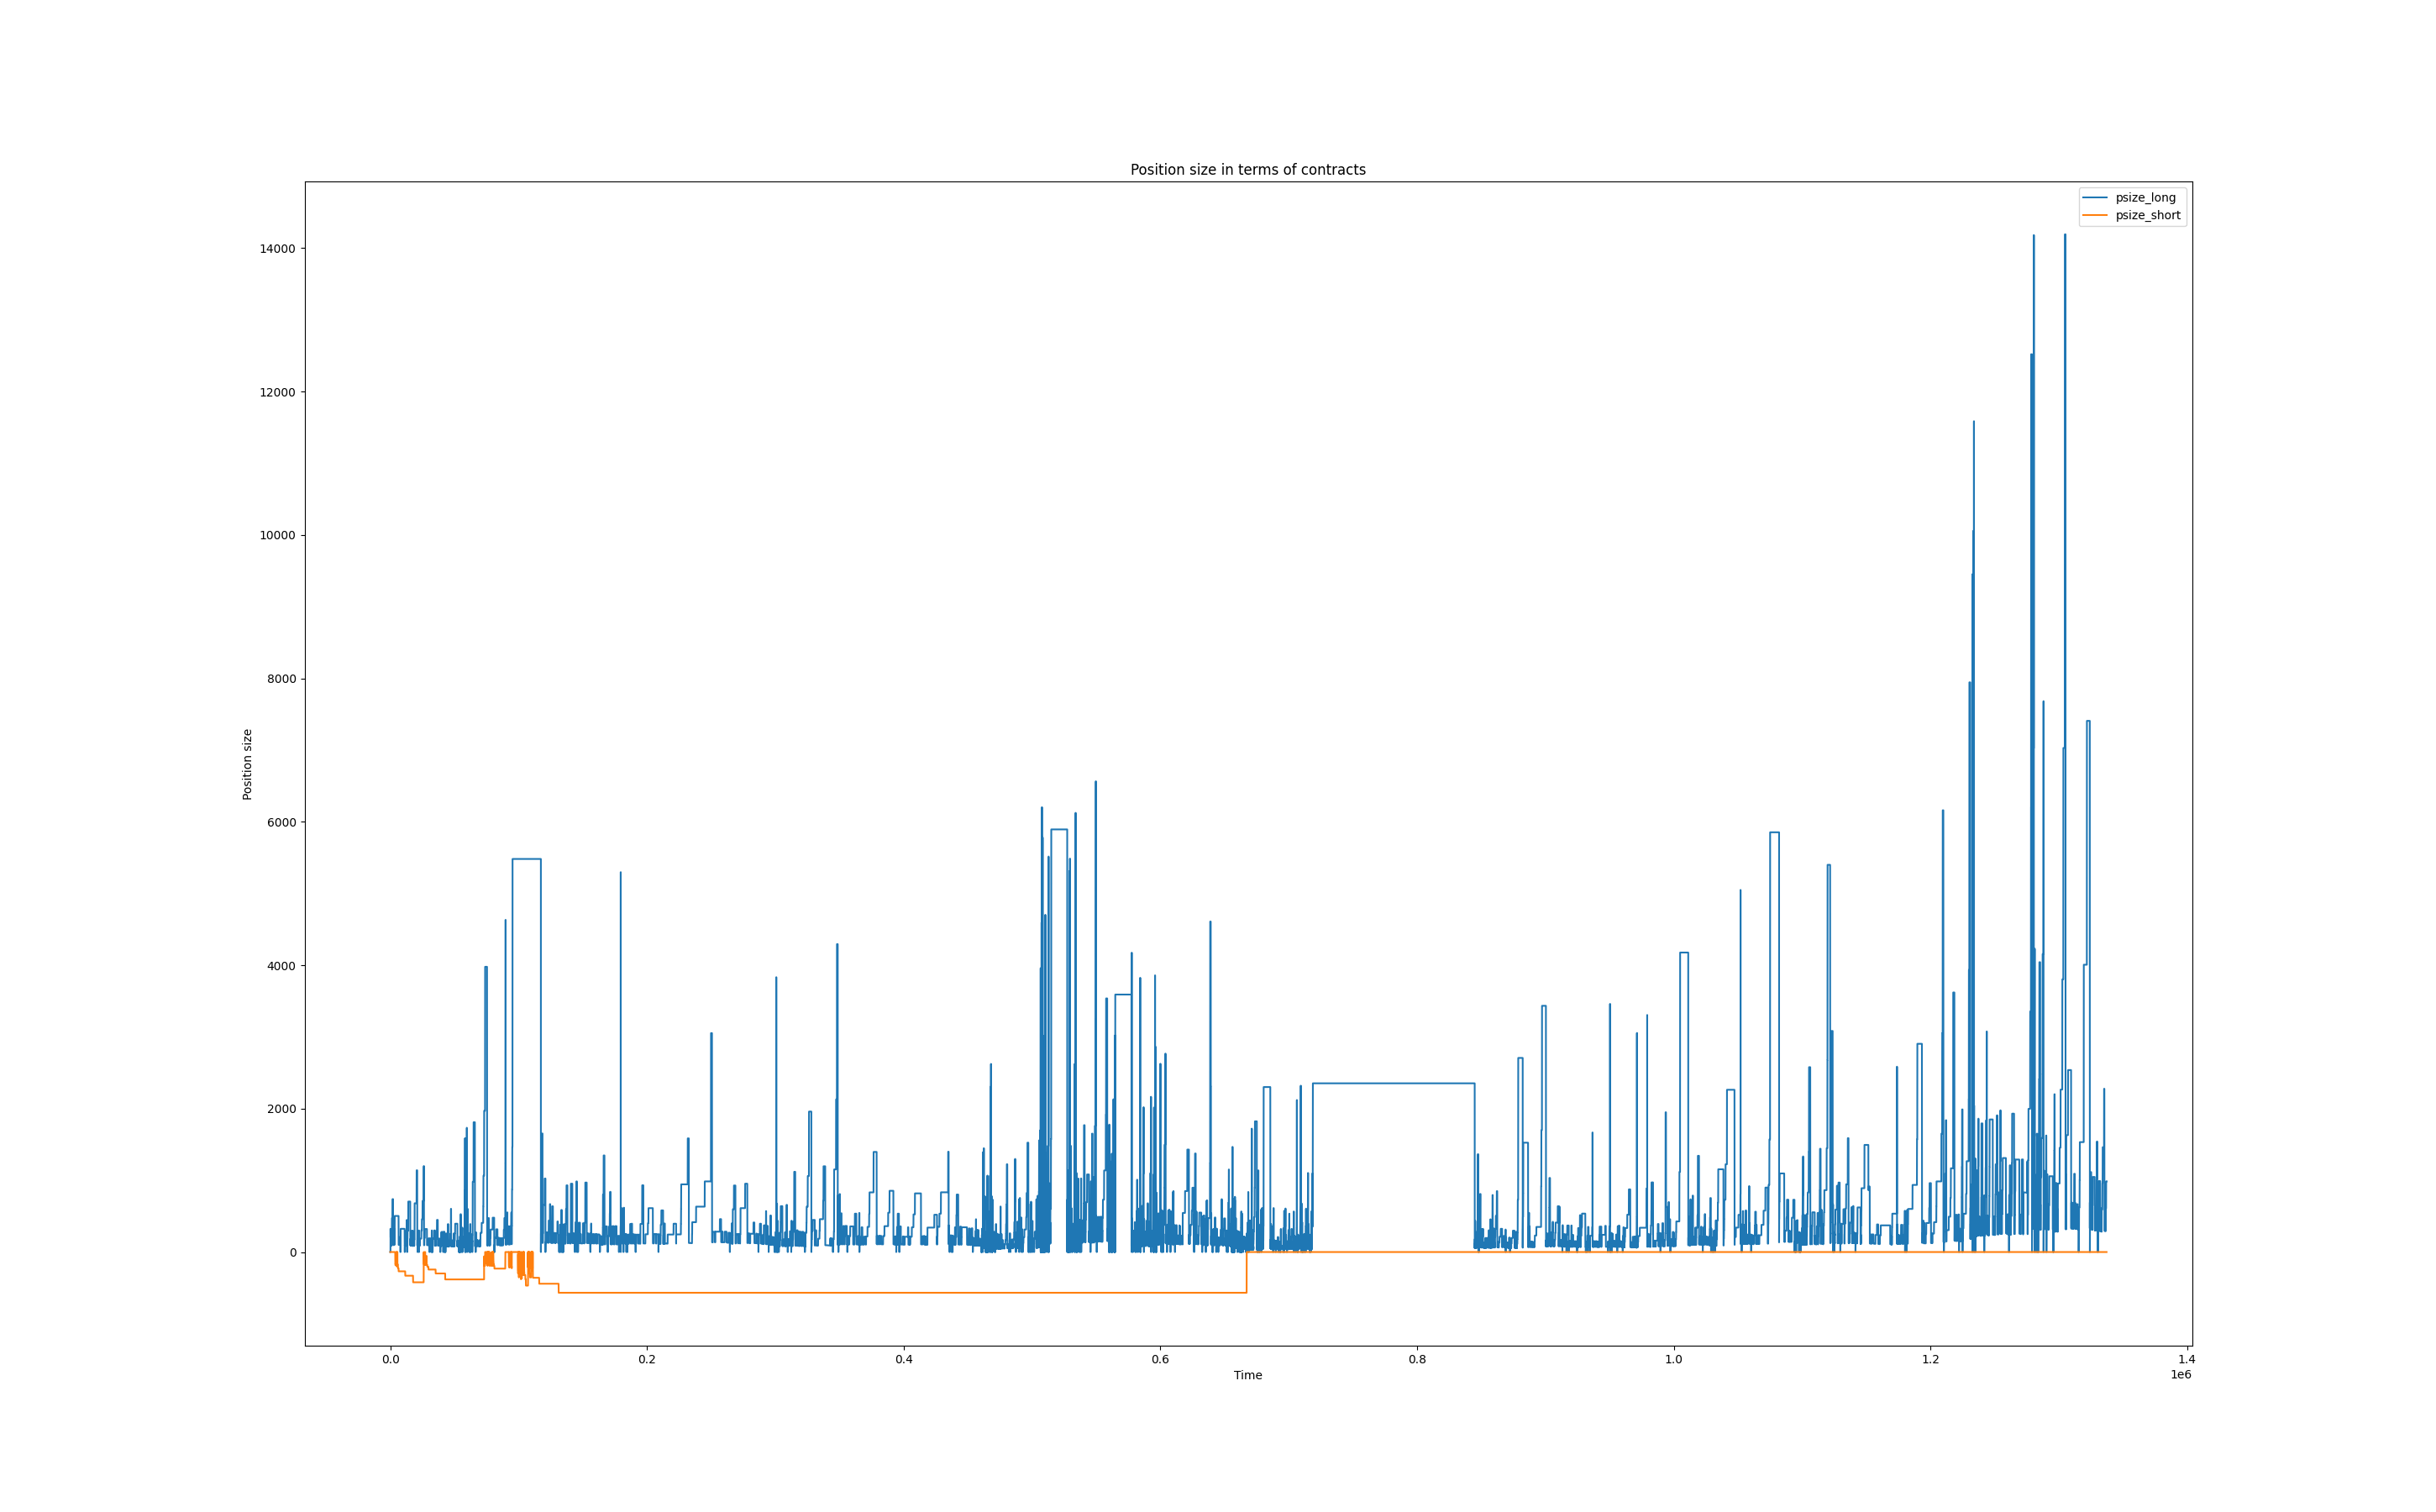 Position size in terms of contracts
psize_long
psize_short
14000
12000
10000
8000
6000
4000
2000
0
Position size
0.0 0.2 0.4 0.6 0.8 1.0 1.2 1.4
Time
1e6